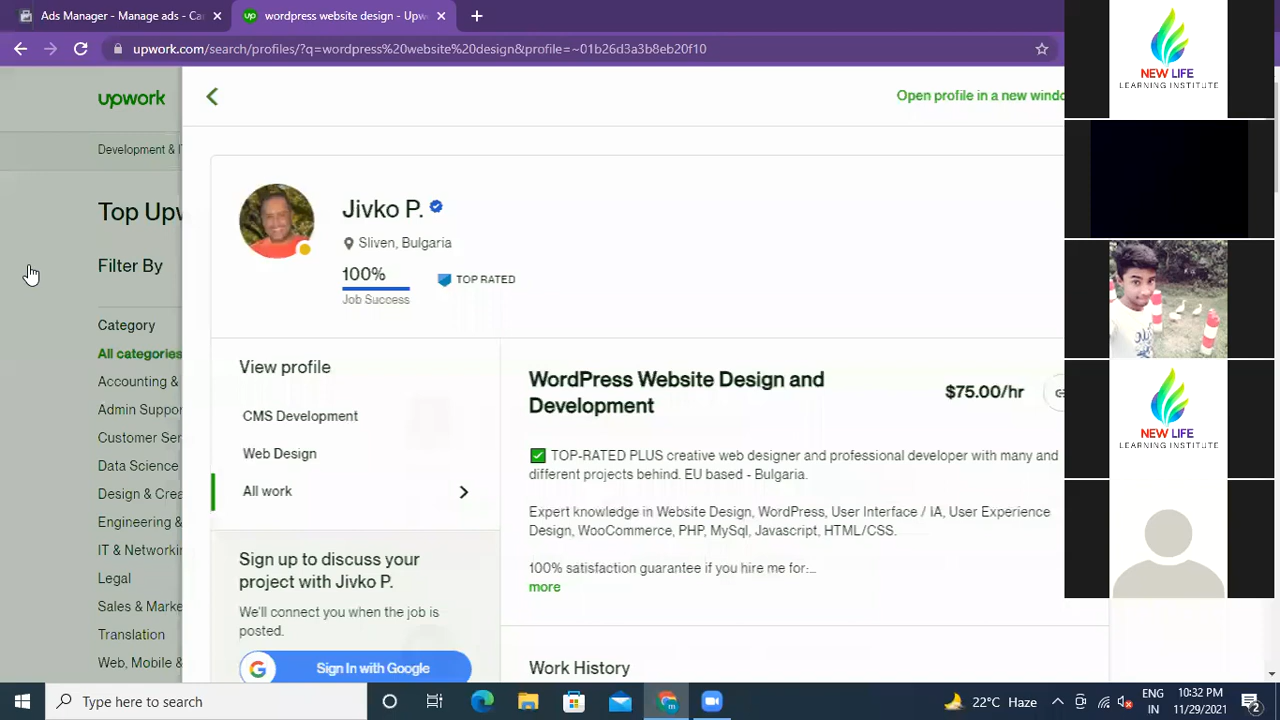 Ads Manager - Manage ads - Ca
wordpress website design - Upw
upwork.com/search/profiles/?q=wordpress%20website%20design&profile=~01b26d3a3b8eb20f10
upwork
Open profile in a new windo
Development & I
Top Upw
Filter By
Category
All categories
Accounting &
Admin Suppor
Customer Ser
Data Science
Design & Crea
Engineering &
IT & Networkin
Legal
Sales & Marke
Translation
Web, Mobile &
Jivko P.
Sliven, Bulgaria
100%
Job Success
TOP RATED
View profile
CMS Development
Web Design
All work
Sign up to discuss your
project with Jivko P.
We'll connect you when the job is
posted.
Sign In with Google
WordPress Website Design and
Development
$75.00/hr
TOP-RATED PLUS creative web designer and professional developer with many and
different projects behind. EU based - Bulgaria.
Expert knowledge in Website Design, WordPress, User Interface / IA, User Experience
Design, WooCommerce, PHP, MySql, Javascript, HTML/CSS.
100% satisfaction guarantee if you hire me for:...
more
Work History
NEW LIFE
LEARNING INSTITUTE
NEW LIFE
LEARNING INSTITUTE
Type here to search
22°C Haze
ENG
IN
10:32 PM
11/29/2021
2